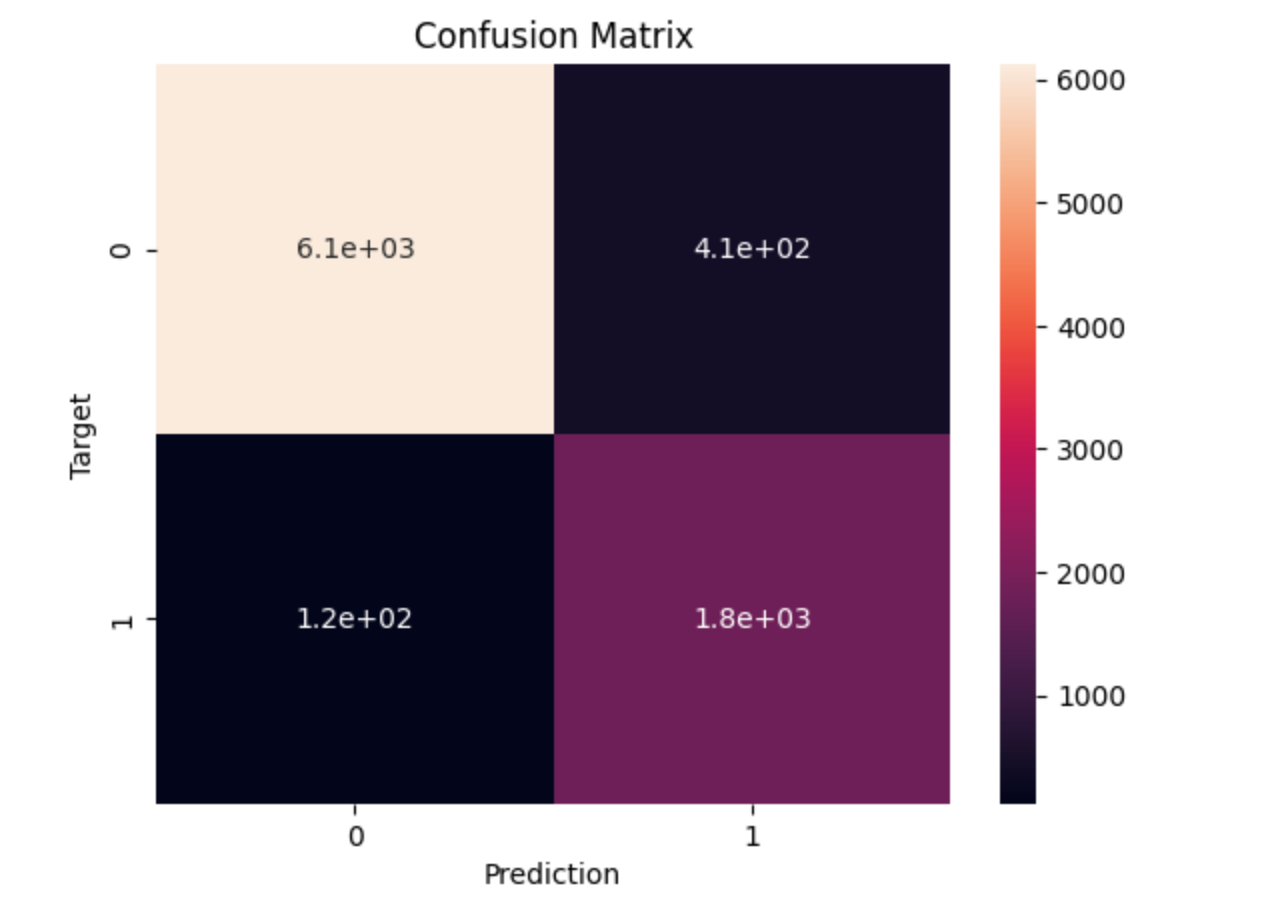 Confusion Matrix
6000
5000
4000
3000
2000
1000
0
6.1e+03
4.1e+02
Target
1
1.2e+02
1.8e+03
0
1
Prediction